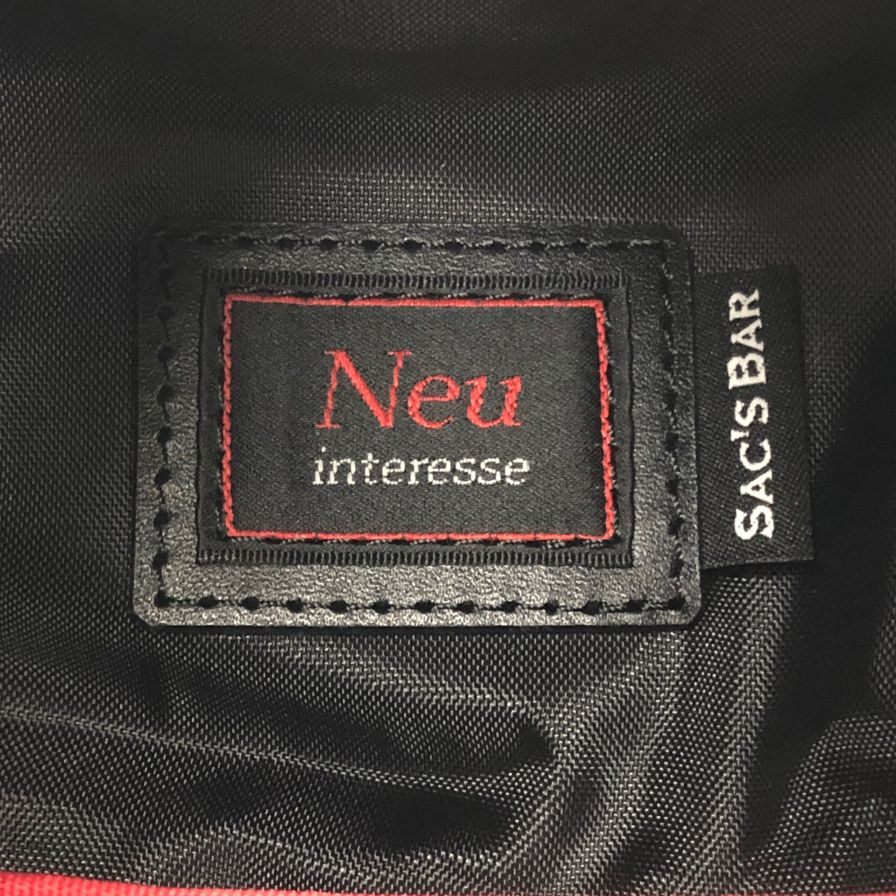 Neu
interesse
SAC'S BAR